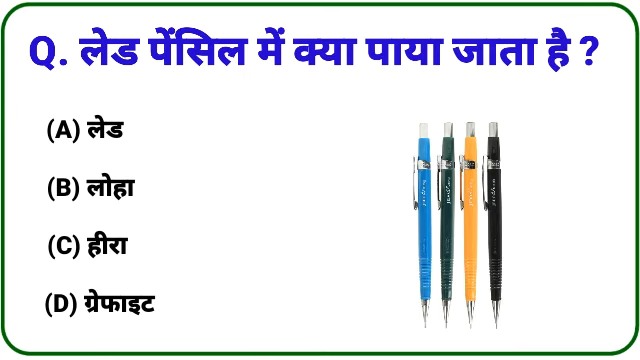 Q. लेड पेंसिल में क्या पाया जाता है ?
(A) लेड
(B) लोहा
(C) हीरा
(D) ग्रेफाइट